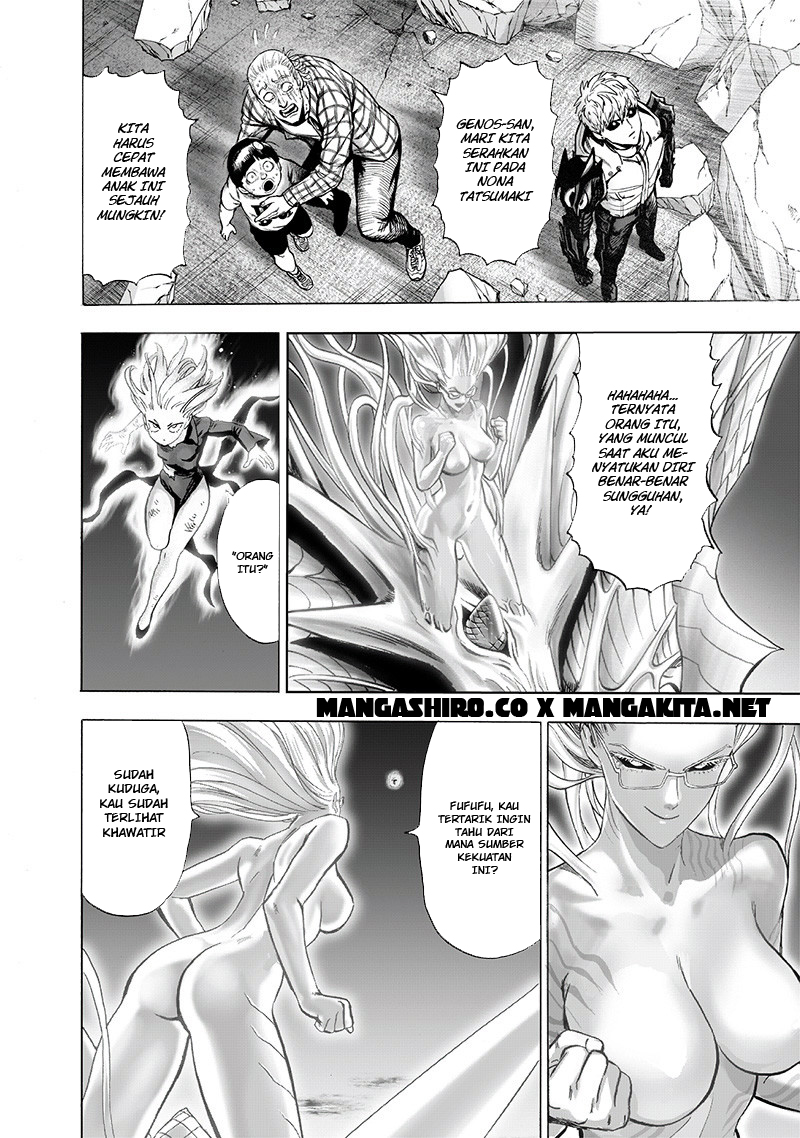 GENOS-SAN,
MARI KITA
SERAHKAN
INI PADA
NONA
TATSUMAKI
KITA
HARUS
CEPAT
MEMBAWA
ANAK INI
SEJAUH
MUNGKIN!
HAHAHAHA...
TERNYATA
ORANG ITU,
YANG MUNCUL
SAAT AKU ME-
NYATUKAN DIRI
BENAR-BENAR
SUNGGUHAN,
YA!
"ORANG
ITU?"
MANGASHIRO.CO X MANGAKITA.NET
FUFUFU, KAU
TERTARIK INGIN
TAHU DARI
MANA SUMBER
KEKUATAN
INI?
SUDAH
KUDUGA,
KAU SUDAH
TERLIHAT
KHAWATIR